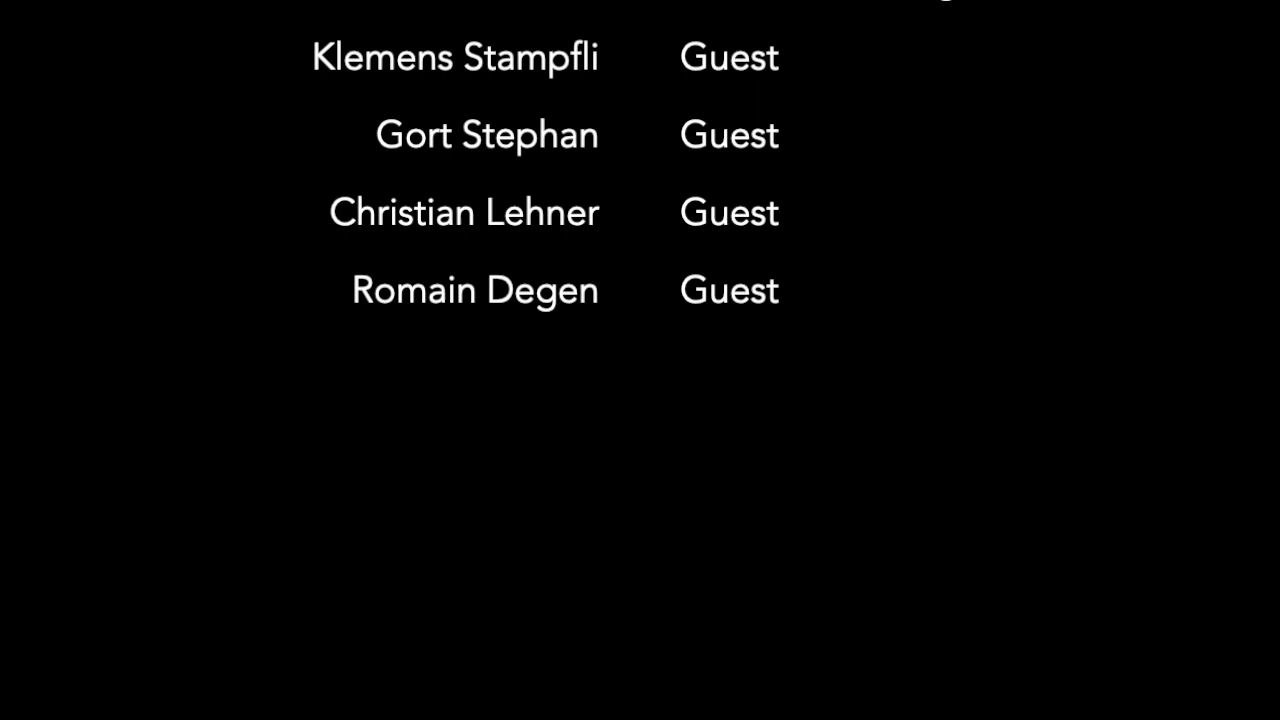 Klemens Stampfli Guest
Gort Stephan Guest
Christian Lehner Guest
Romain Degen Guest